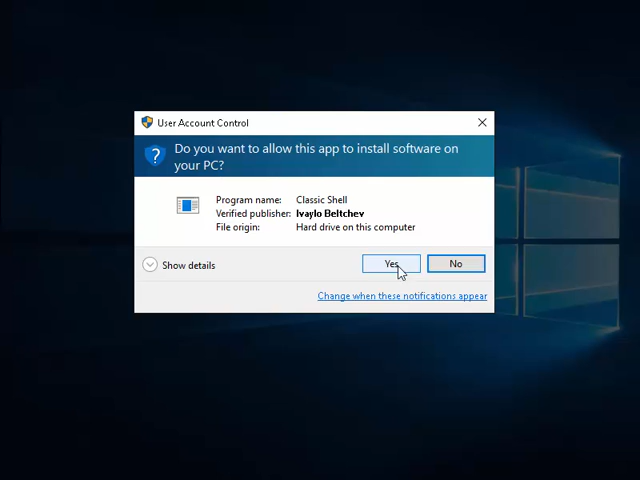 User Account Control
Do you want to allow this app to install software on
your PC?
Program name: Classic Shell
Verified publisher: Ivaylo Beltchev
File origin: Hard drive on this computer
Show details
Yes
No
Change when these notifications appear